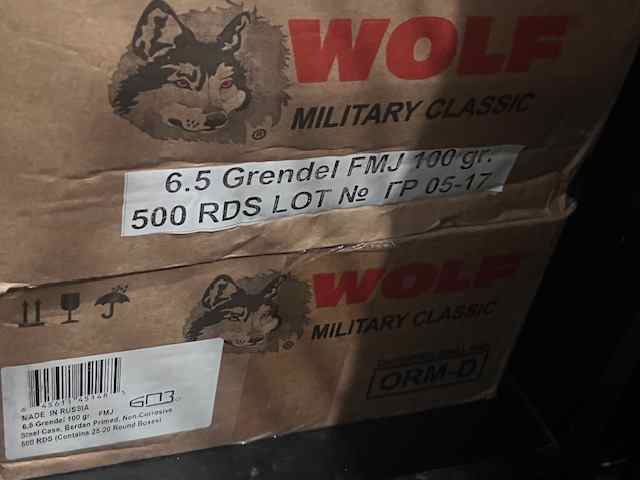 WOLF
®
MILITARY CLASSIC
6.5 Grendel FMJ 100 gr.
500 RDS LOT № ГР 05-17
WOLF
MILITARY CLASSIC
ORM-D
MADE IN RUSSIA
6,5 Grendel 100 gr. FMJ
Steel Case, Berdan Primed, Non-Corrosive
500 RDS (Contains 25-20 Round Boxes)